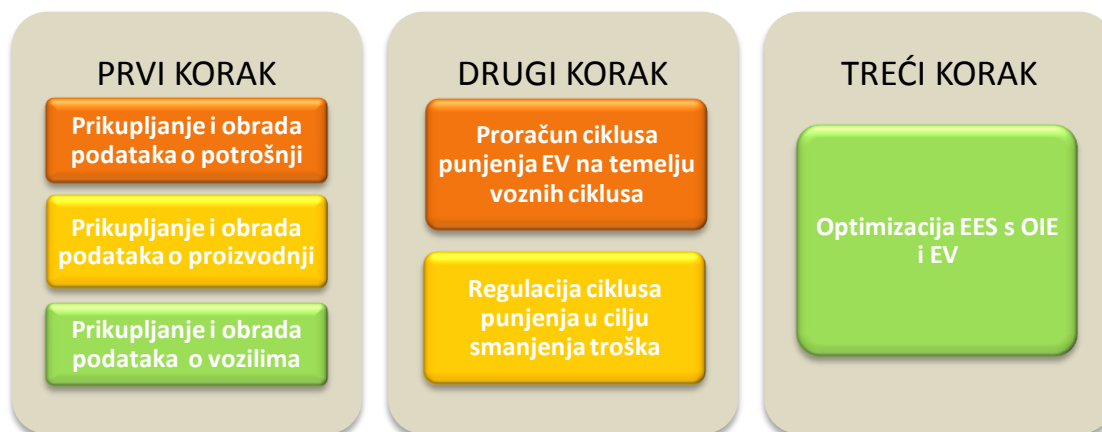 PRVI KORAK
Prikupljanje i obrada
podataka o potrošnji
Prikupljanje i obrada
podataka o proizvodnji
Prikupljanje i obrada
podataka o vozilima
DRUGI KORAK
Proračun ciklusa
punjenja EV na temelju
voznih ciklusa
Regulacija ciklusa
punjenja u cilju
smanjenja troška
TREĆI KORAK
Optimizacija EES s OIE
i EV